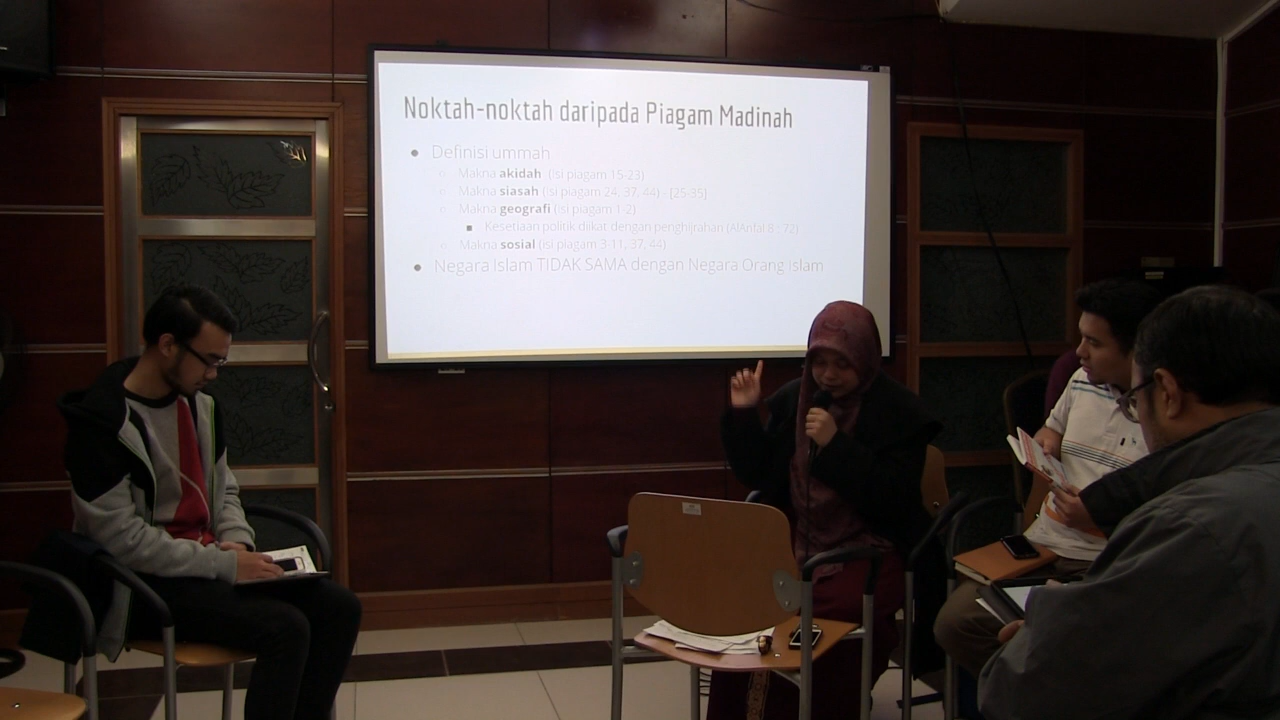 Noktah-noktah daripada Piagam Madinah
● Definisi ummah
○ Makna akidah (isi piagam 15-23)
○ Makna siasah (isi piagam 24, 37, 44) - [25-35]
○ Makna geografi (isi piagam 1-2)
■ Kesetiaan politik diikat dengan penghijrahan (AlAnfal 8 : 72)
○ Makna sosial (isi piagam 3-11, 37, 44)
● Negara Islam TIDAK SAMA dengan Negara Orang Islam